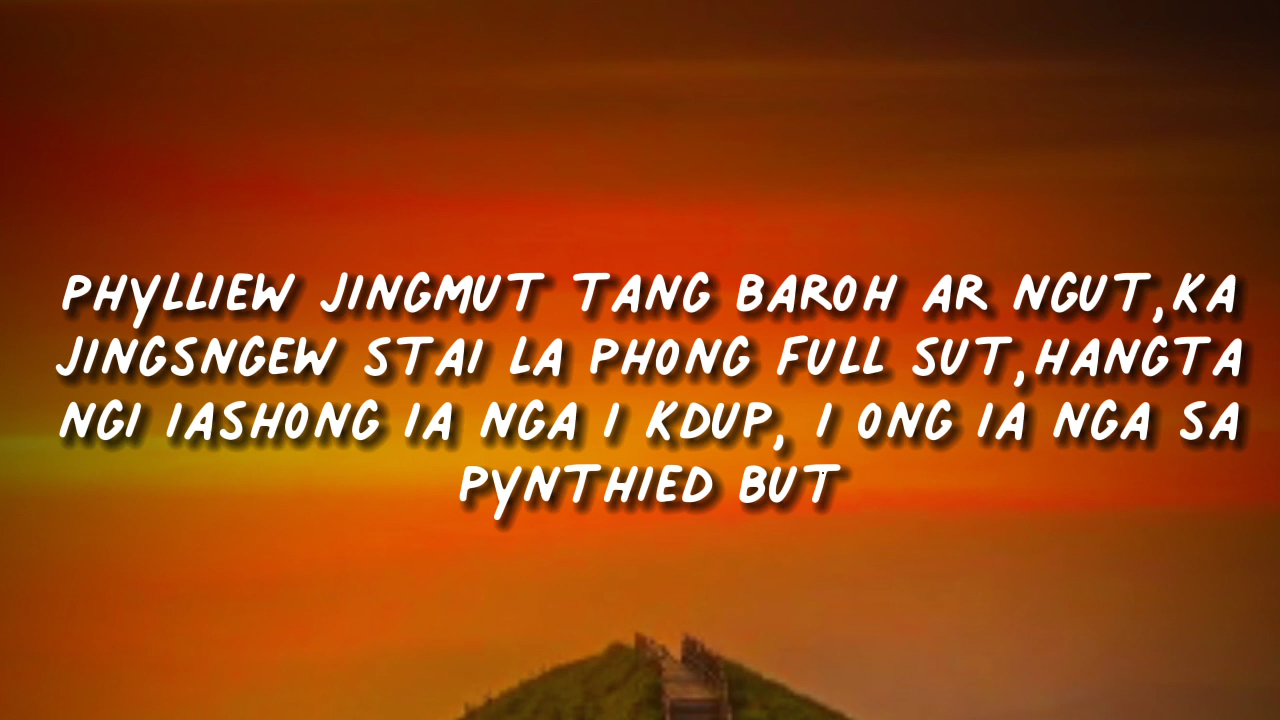 PHYLLIEW JINGMUT TANG BAROH AR NGUT,KA
JINGSNGEW STAI LA PHONG FULL SUT,HANGTA
NGI IASHONG IA NGA I KDUP, I ONG IA NGA SA
PYNTHIED BUT